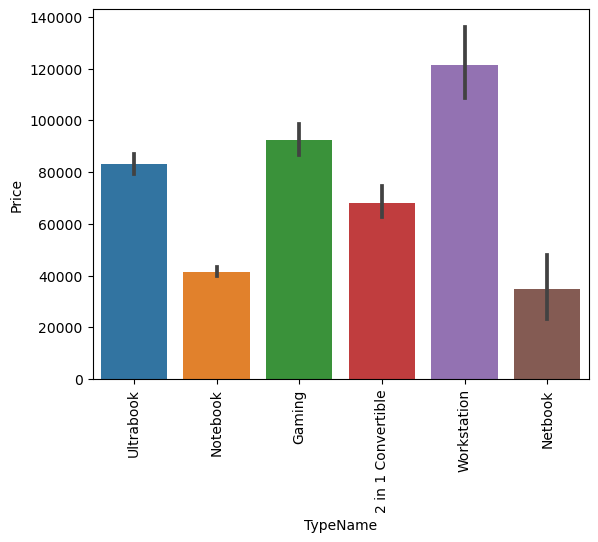 140000
120000
100000
80000
60000
40000
20000
0
Price
Ultrabook
Notebook
Gaming
2 in 1 Convertible
Workstation
Netbook
TypeName